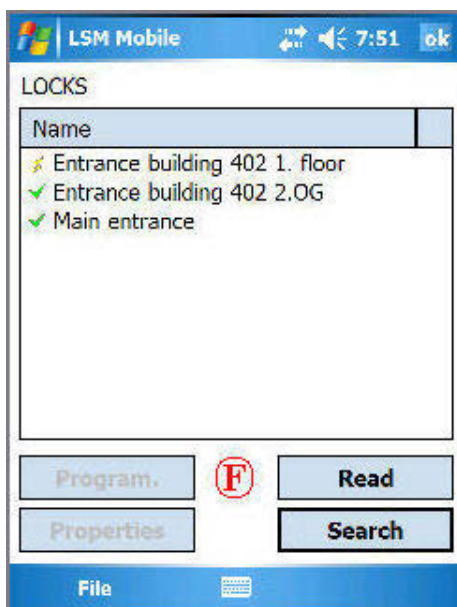 LSM Mobile 7:51 ok
LOCKS
Name
Entrance building 402 1. floor
Entrance building 402 2.OG
Main entrance
Program. F Read
Properties Search
File